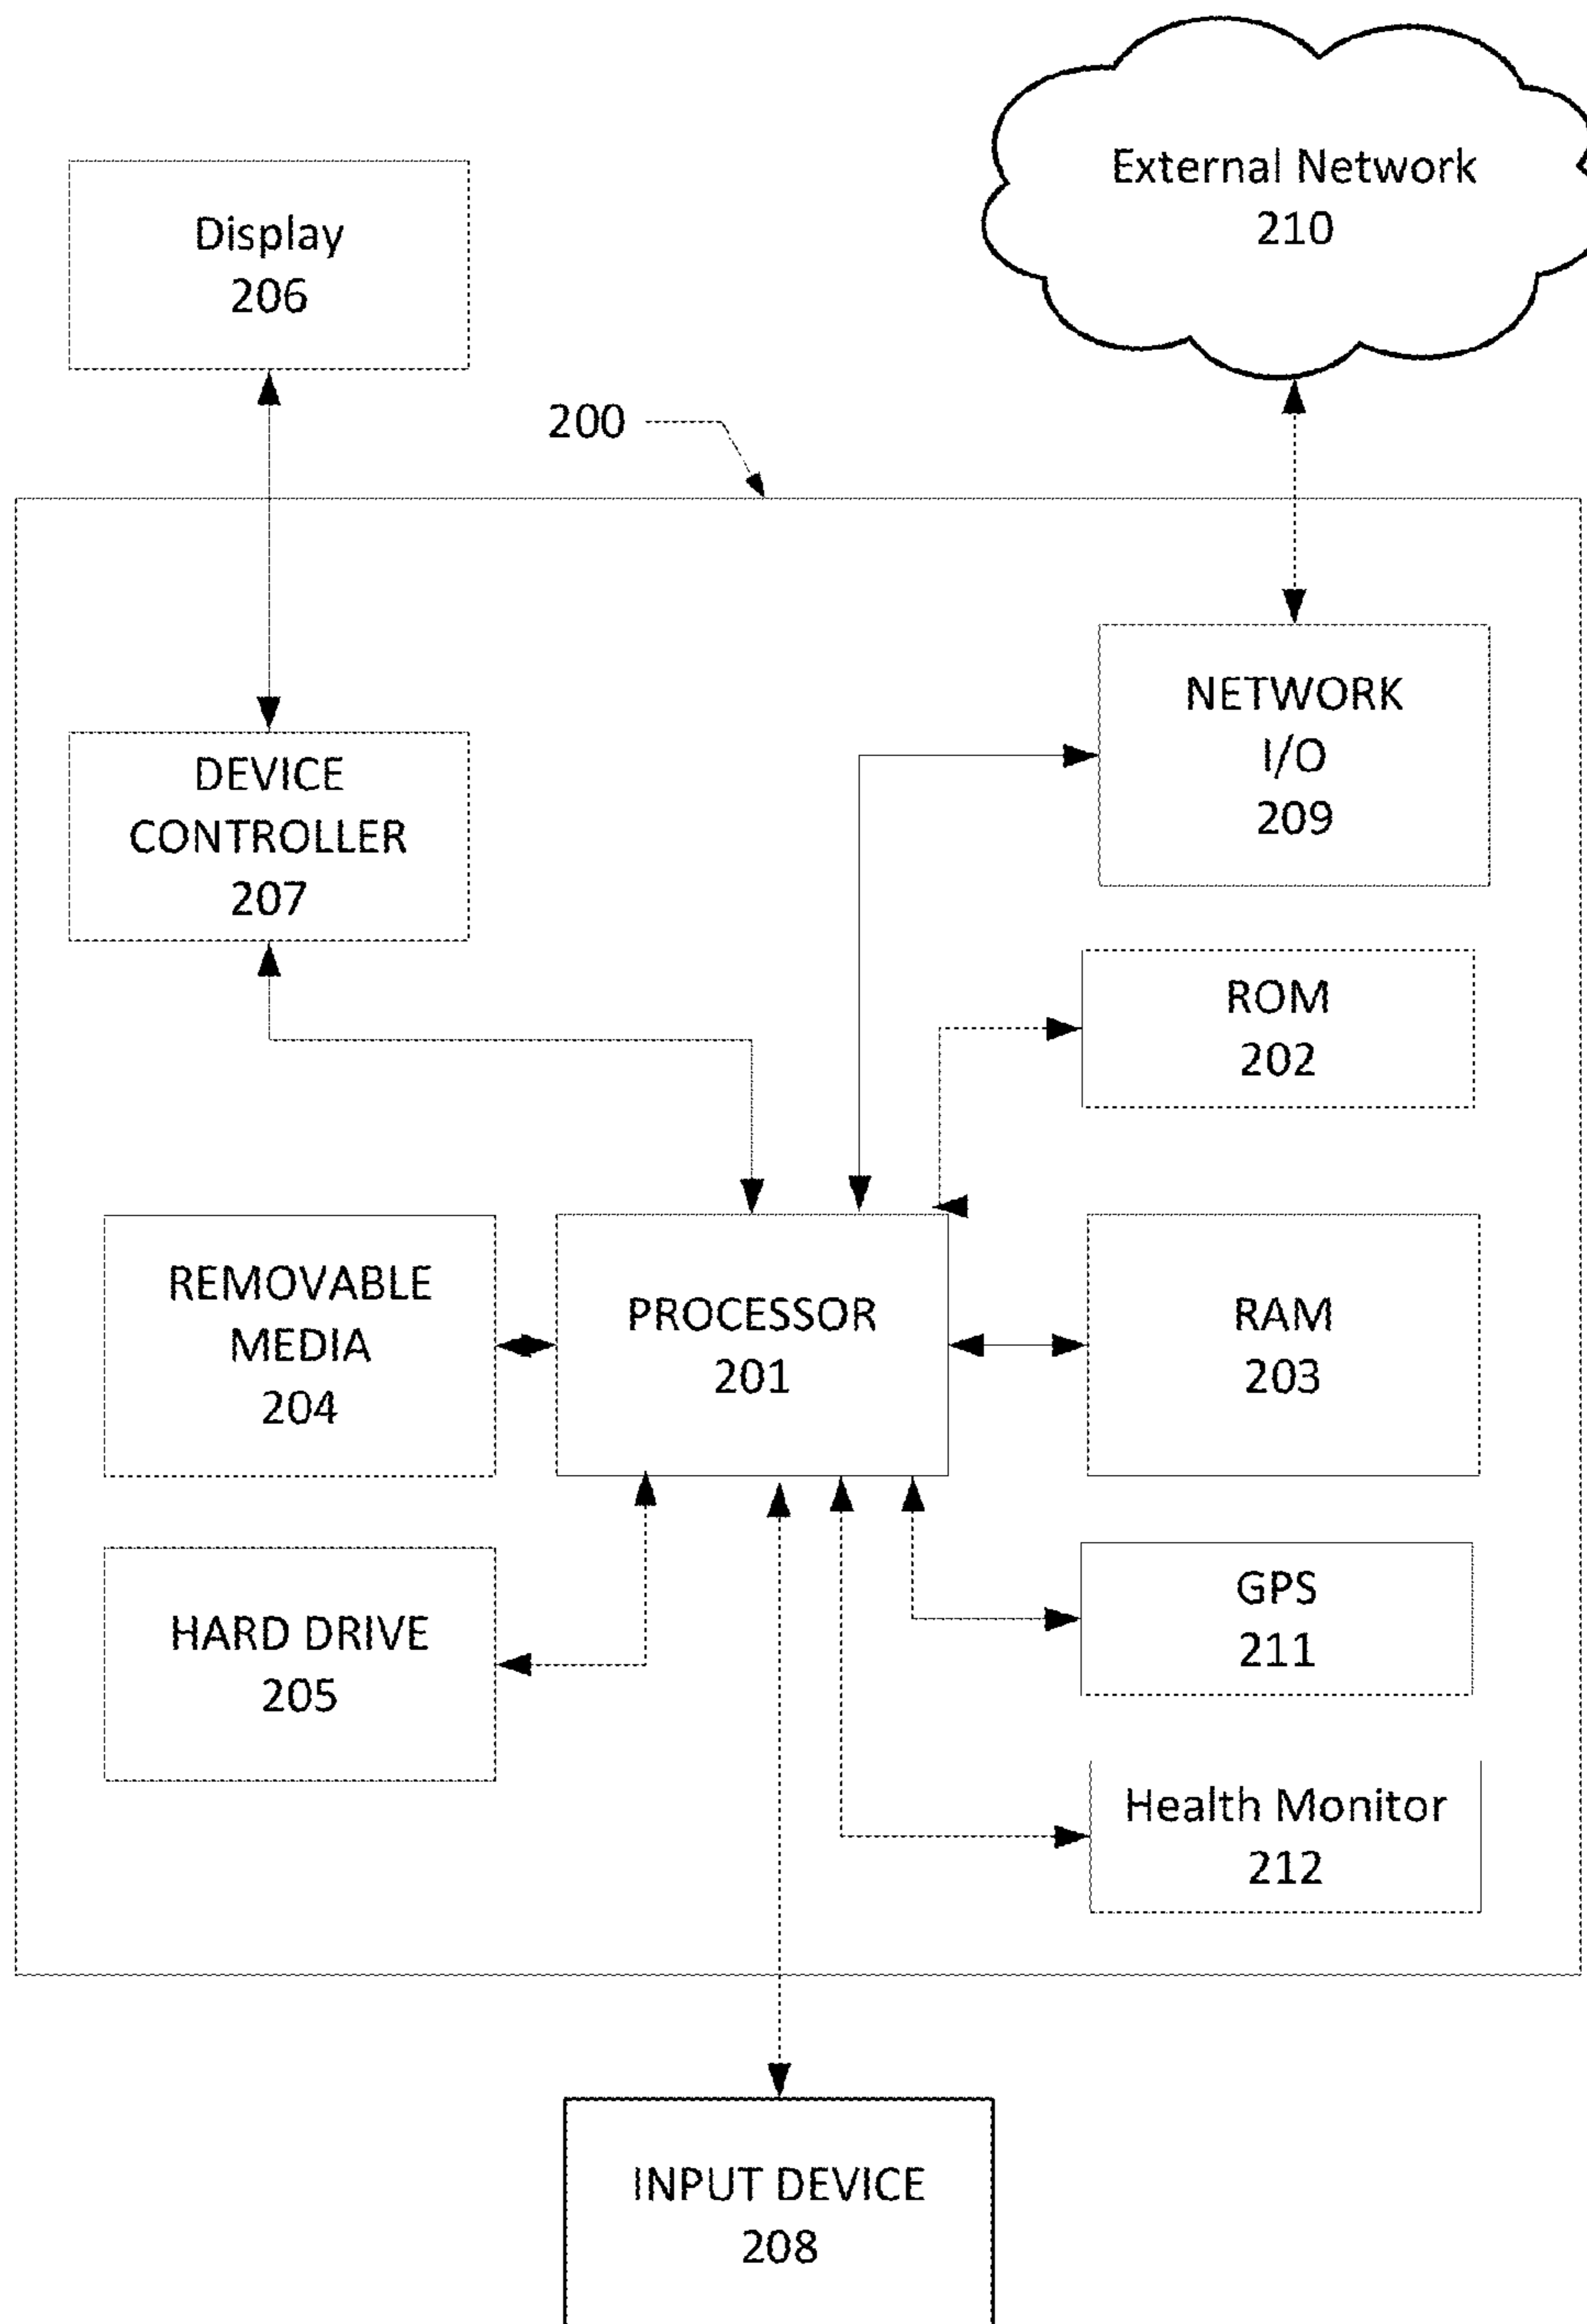 External Network
210
Display
206
200
NETWORK
I/O
209
DEVICE
CONTROLLER
207
ROM
202
REMOVABLE
MEDIA
204
PROCESSOR
201
RAM
203
HARD DRIVE
205
GPS
211
Health Monitor
212
INPUT DEVICE
208